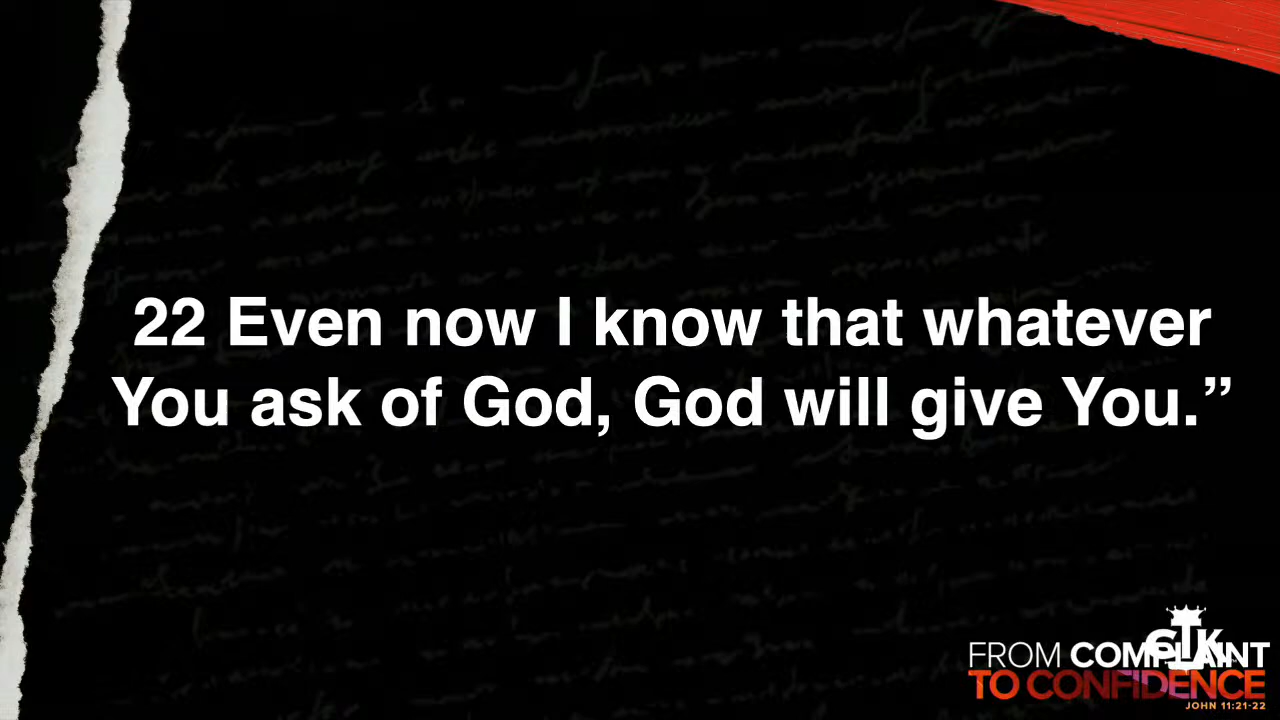 22 Even now I know that whatever
You ask of God, God will give You.”
CTK
FROM COMPLAINT
TO CONFIDENCE
JOHN 11:21-22